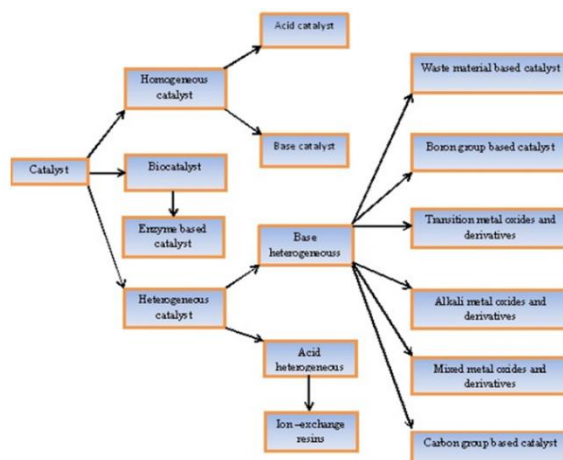 Acid catalyst
Homogeneous
catalyst
Base catalyst
Catalyst
Biocatalyst
Enzyme based
catalyst
Heterogeneous
catalyst
Base
heterogeneouss
Acid
heterogeneous
Ion –exchange
resins
Waste material based catalyst
Boron group based catalyst
Transition metal oxides and
derivatives
Alkali metal oxides and
derivatives
Mixed metal oxides and
derivatives
Carbon group based catalyst